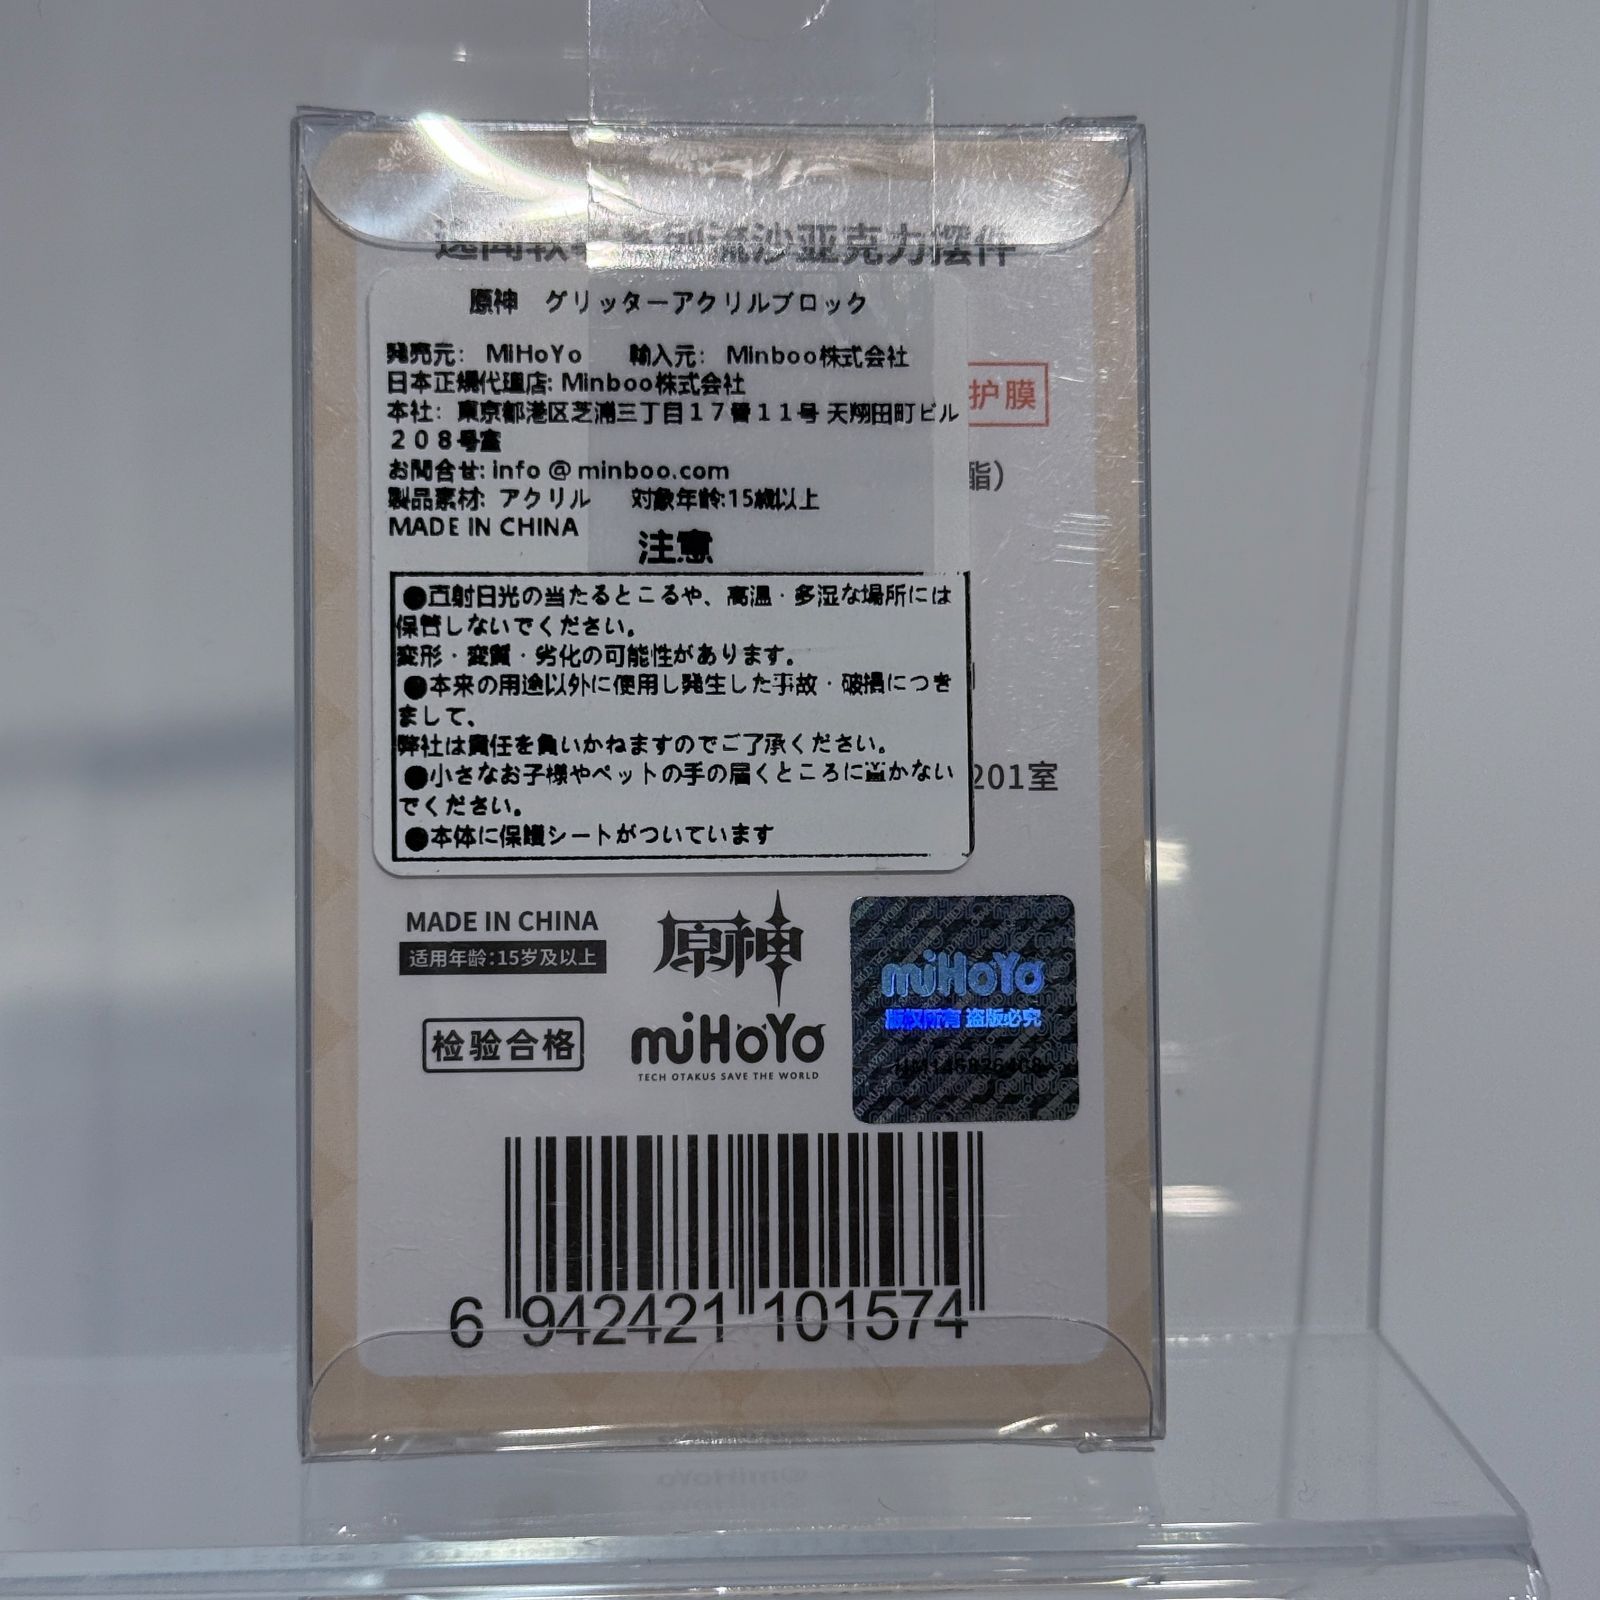 流沙亚克力摆件
原神 グリッターアクリルブロック
発売元: MiHoYo 輸入元: Minboo株式会社
日本正規代理店: Minboo株式会社
本社: 東京都港区芝浦三丁目17番11号 天翔田町ビル
208号室
お問合せ: info @ minboo.com
製品素材: アクリル 対象年齢:15歳以上
MADE IN CHINA
注意
●直射日光の当たるところや、高温・多湿な場所には
保管しないでください。
変形・変質・劣化の可能性があります。
●本来の用途以外に使用し発生した事故・破損につき
まして、
弊社は責任を負いかねますのでご了承ください。
●小さなお子様やペットの手の届くところに置かない
でください。
●本体に保護シートがついています
护膜
酯)
201室
MADE IN CHINA
适用年龄:15岁及以上
检验合格
原神
miHoYo
TECH OTAKUS SAVE THE WORLD
miHoYo
版权所有 盗版必究
6 942421 101574